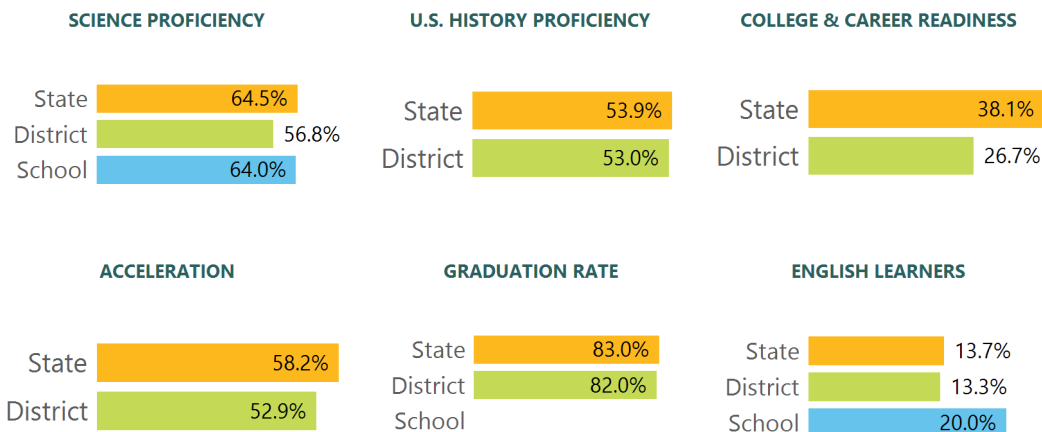 SCIENCE PROFICIENCY
State 64.5%
District 56.8%
School 64.0%
U.S. HISTORY PROFICIENCY
State 53.9%
District 53.0%
COLLEGE & CAREER READINESS
State 38.1%
District 26.7%
ACCELERATION
State 58.2%
District 52.9%
GRADUATION RATE
State 83.0%
District 82.0%
School
ENGLISH LEARNERS
State 13.7%
District 13.3%
School 20.0%